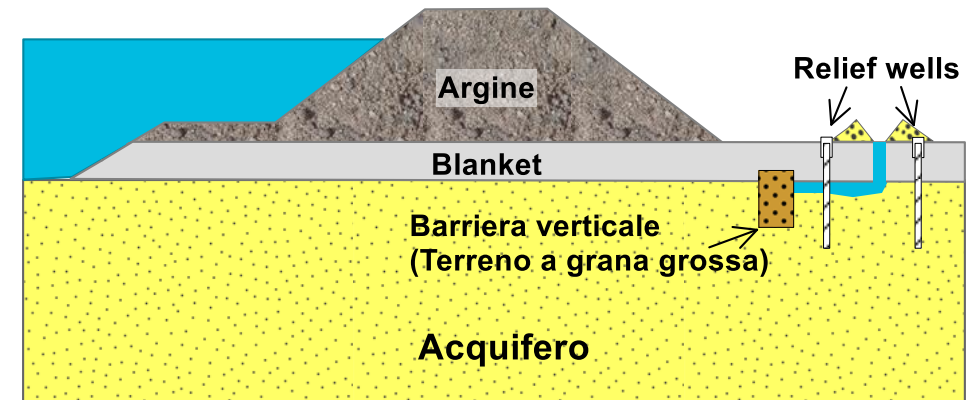 Relief wells
Argine
Blanket
Barriera verticale
(Terreno a grana grossa)
Acquifero